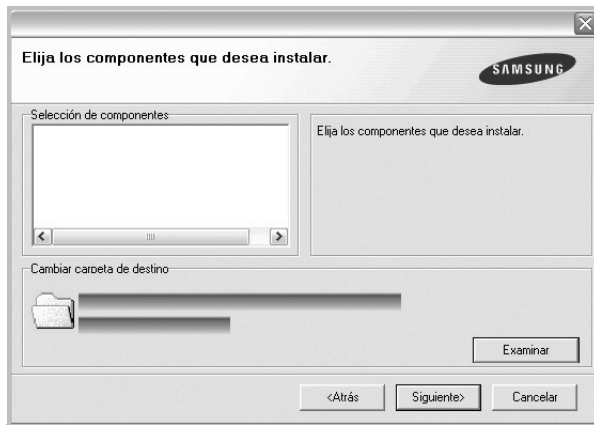 Elija los componentes que desea instalar.
SAMSUNG
Selección de componentes
Elija los componentes que desea instalar.
Cambiar carpeta de destino
Examinar
<Atrás
Siguiente>
Cancelar